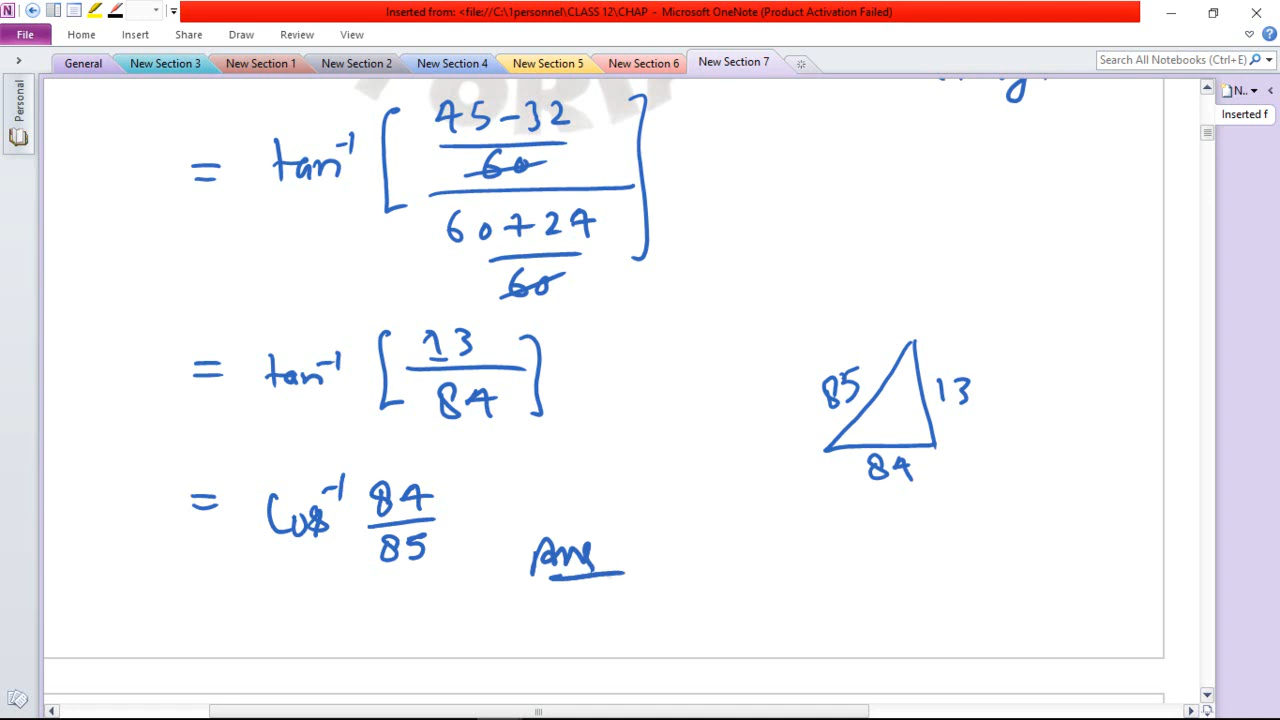 Inserted from: <file://C:\1personnel\CLASS 12\CHAP - Microsoft OneNote (Product Activation Failed)
File Home Insert Share Draw Review View
General New Section 3 New Section 1 New Section 2 New Section 4 New Section 5 New Section 6 New Section 7 Search All Notebooks (Ctrl+E)
Personal
N..
Inserted f
= tan⁻¹ [ 45-32
60
60+24
60 ]
= tan⁻¹ [ 13
84 ]
85
13
84
= Cos⁻¹ 84
85
Ans